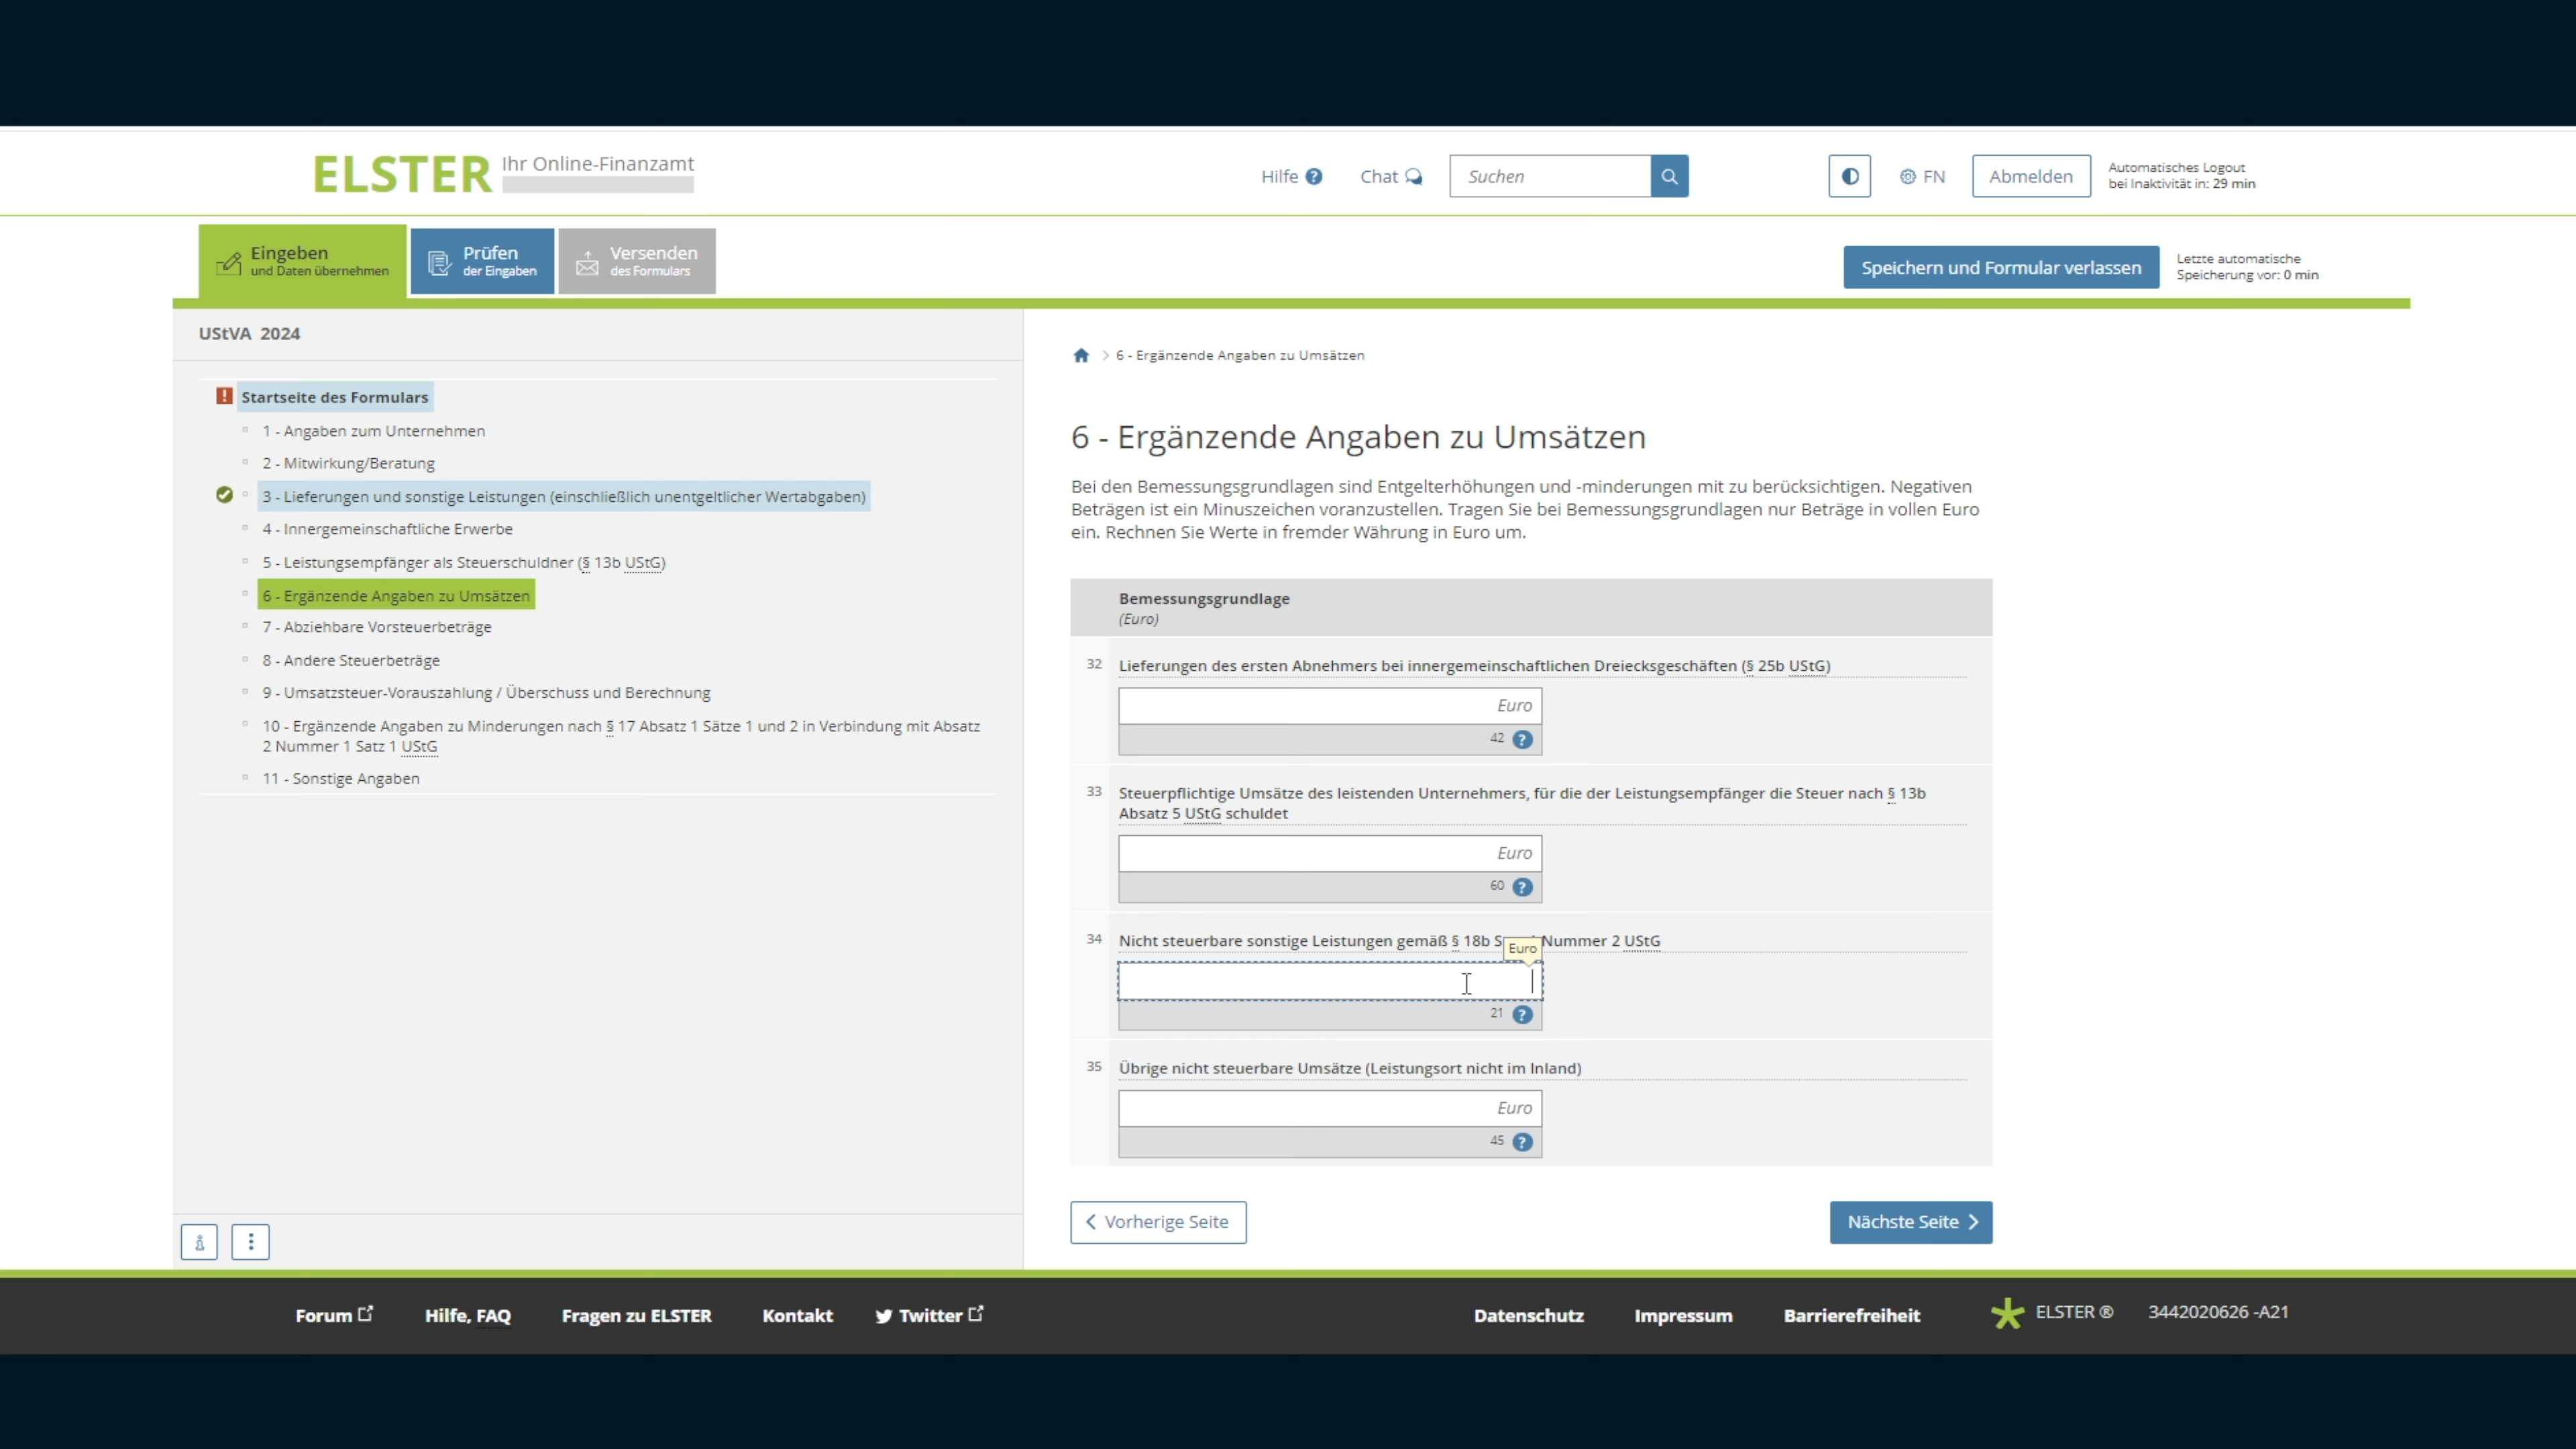 ELSTER Ihr Online-Finanzamt
Hilfe ?
Chat
Suchen
FN
Abmelden
Automatisches Logout
bei Inaktivität in: 29 min
Eingeben
und Daten übernehmen
Prüfen
der Eingaben
Versenden
des Formulars
Speichern und Formular verlassen
Letzte automatische
Speicherung vor: 0 min
UStVA 2024
! Startseite des Formulars
1 - Angaben zum Unternehmen
2 - Mitwirkung/Beratung
3 - Lieferungen und sonstige Leistungen (einschließlich unentgeltlicher Wertabgaben)
4 - Innergemeinschaftliche Erwerbe
5 - Leistungsempfänger als Steuerschuldner (§ 13b UStG)
6 - Ergänzende Angaben zu Umsätzen
7 - Abziehbare Vorsteuerbeträge
8 - Andere Steuerbeträge
9 - Umsatzsteuer-Vorauszahlung / Überschuss und Berechnung
10 - Ergänzende Angaben zu Minderungen nach § 17 Absatz 1 Sätze 1 und 2 in Verbindung mit Absatz
2 Nummer 1 Satz 1 UStG
11 - Sonstige Angaben
i
6 - Ergänzende Angaben zu Umsätzen
6 - Ergänzende Angaben zu Umsätzen
Bei den Bemessungsgrundlagen sind Entgelterhöhungen und -minderungen mit zu berücksichtigen. Negativen
Beträgen ist ein Minuszeichen voranzustellen. Tragen Sie bei Bemessungsgrundlagen nur Beträge in vollen Euro
ein. Rechnen Sie Werte in fremder Währung in Euro um.
Bemessungsgrundlage
(Euro)
32 Lieferungen des ersten Abnehmers bei innergemeinschaftlichen Dreiecksgeschäften (§ 25b UStG)
Euro
42 ?
33 Steuerpflichtige Umsätze des leistenden Unternehmers, für die der Leistungsempfänger die Steuer nach § 13b
Absatz 5 UStG schuldet
Euro
60 ?
34 Nicht steuerbare sonstige Leistungen gemäß § 18b S Nummer 2 UStG
Euro
21 ?
35 Übrige nicht steuerbare Umsätze (Leistungsort nicht im Inland)
Euro
45 ?
Vorherige Seite
Nächste Seite
Forum
Hilfe, FAQ
Fragen zu ELSTER
Kontakt
Twitter
Datenschutz
Impressum
Barrierefreiheit
ELSTER ®
3442020626 -A21